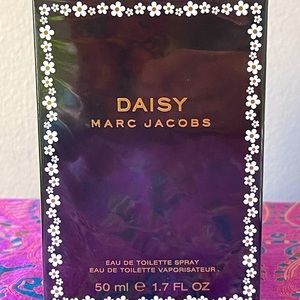 DAISY
MARC JACOBS
EAU DE TOILETTE SPRAY
EAU DE TOILETTE VAPORISATEUR
50 ml ℮ 1.7 FL OZ